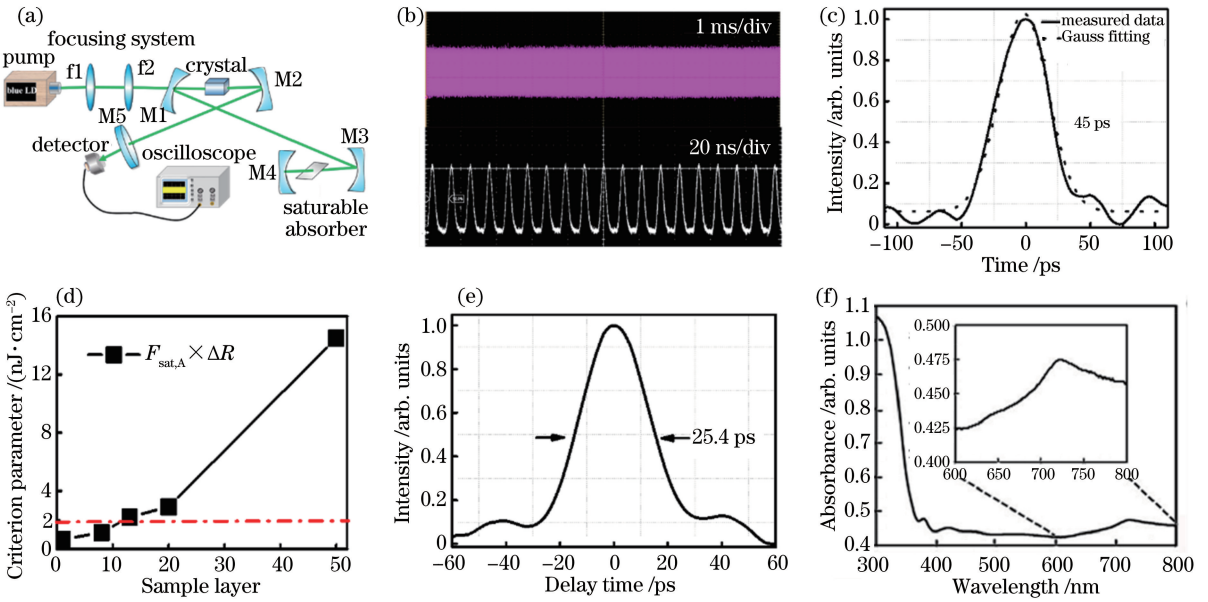 (a)
focusing system
pump
f1
f2
crystal
blue LD
M1
M2
M5
M3
detector
oscilloscope
M4
saturable
absorber
(b)
1 ms/div
20 ns/div
(c)
measured data
Gauss fitting
45 ps
Intensity /arb. units
1.0
0.8
0.6
0.4
0.2
0
−100
−50
0
50
100
Time /ps
(d)
F_sat,A × ΔR
Criterion parameter /(nJ·cm⁻²)
16
12
8
4
2
0
0
10
20
30
40
50
Sample layer
(e)
25.4 ps
Intensity /arb. units
1.0
0.8
0.6
0.4
0.2
0
−60
−40
−20
0
20
40
60
Delay time /ps
(f)
Absorbance /arb. units
1.1
1.0
0.9
0.8
0.7
0.6
0.5
0.4
300
400
500
600
700
800
Wavelength /nm
0.500
0.475
0.450
0.425
0.400
600
650
700
750
800